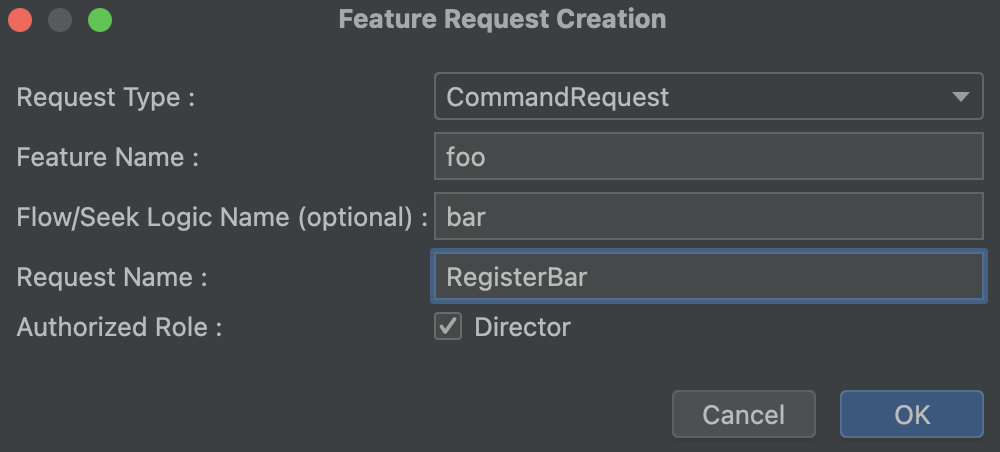 Feature Request Creation
Request Type : CommandRequest
Feature Name : foo
Flow/Seek Logic Name (optional) : bar
Request Name : RegisterBar
Authorized Role : Director
Cancel OK